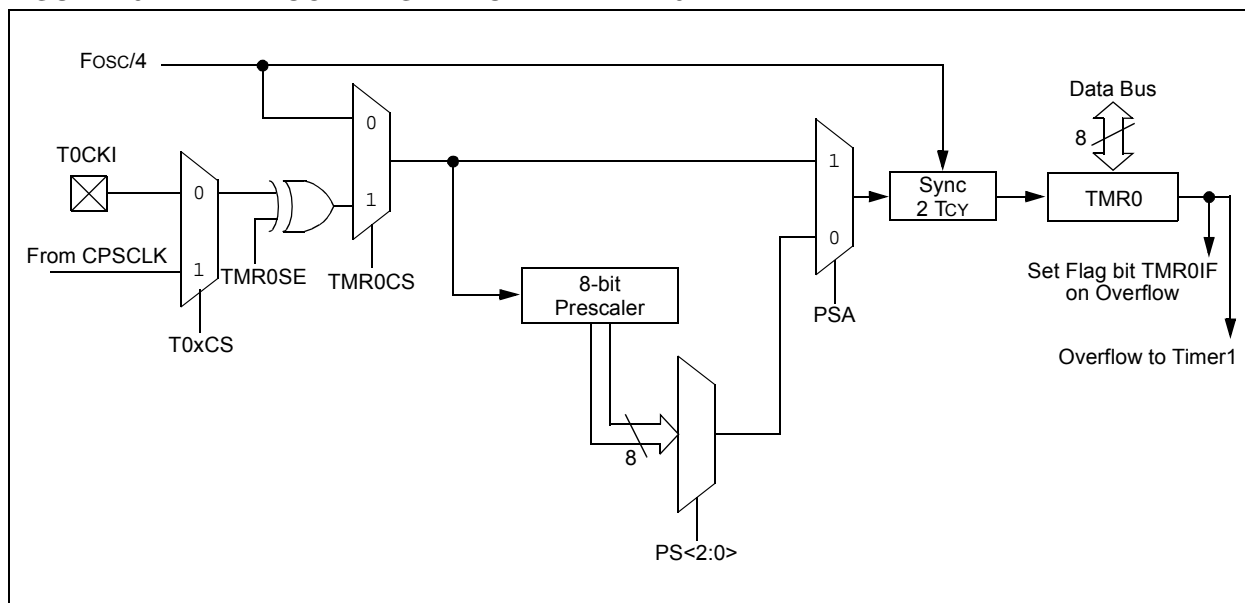 FOSC/4
Data Bus
8
T0CKI
0
1
0
1
From CPSCLK
TMR0SE
TMR0CS
T0xCS
8-bit
Prescaler
8
PS<2:0>
1
0
PSA
Sync
2 TCY
TMR0
Set Flag bit TMR0IF
on Overflow
Overflow to Timer1